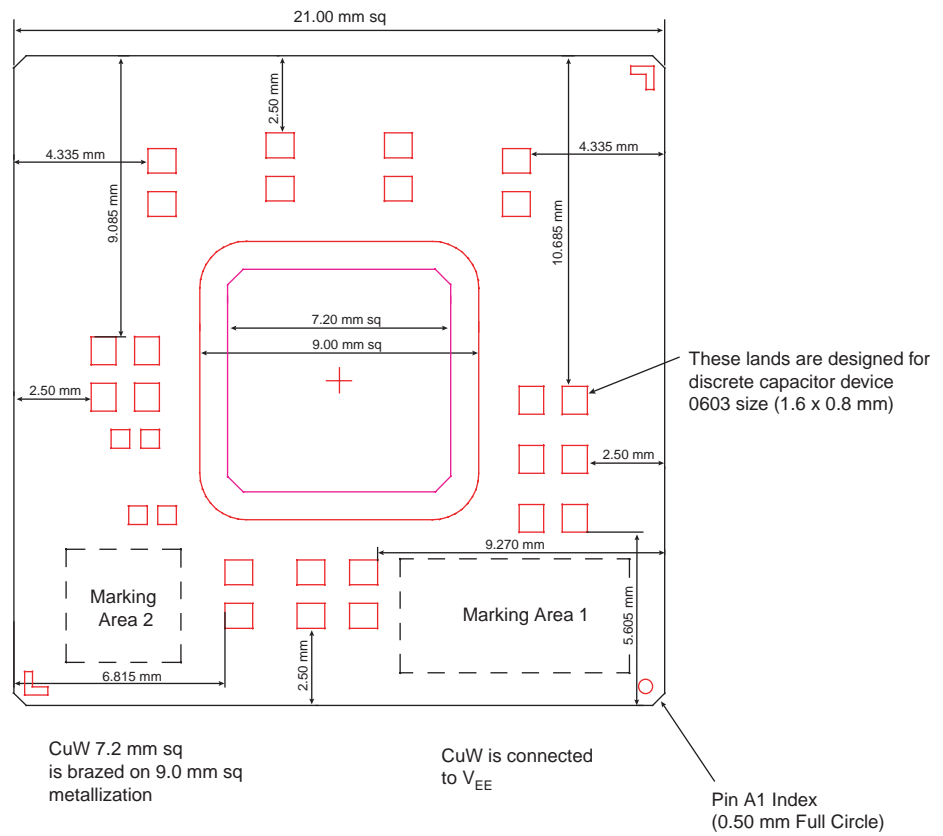 21.00 mm sq
2.50 mm
4.335 mm
4.335 mm
9.085 mm
10.685 mm
7.20 mm sq
9.00 mm sq
These lands are designed for
discrete capacitor device
0603 size (1.6 x 0.8 mm)
2.50 mm
2.50 mm
9.270 mm
Marking
Area 2
Marking Area 1
5.605 mm
6.815 mm
2.50 mm
CuW 7.2 mm sq
is brazed on 9.0 mm sq
metallization
CuW is connected
to VEE
Pin A1 Index
(0.50 mm Full Circle)